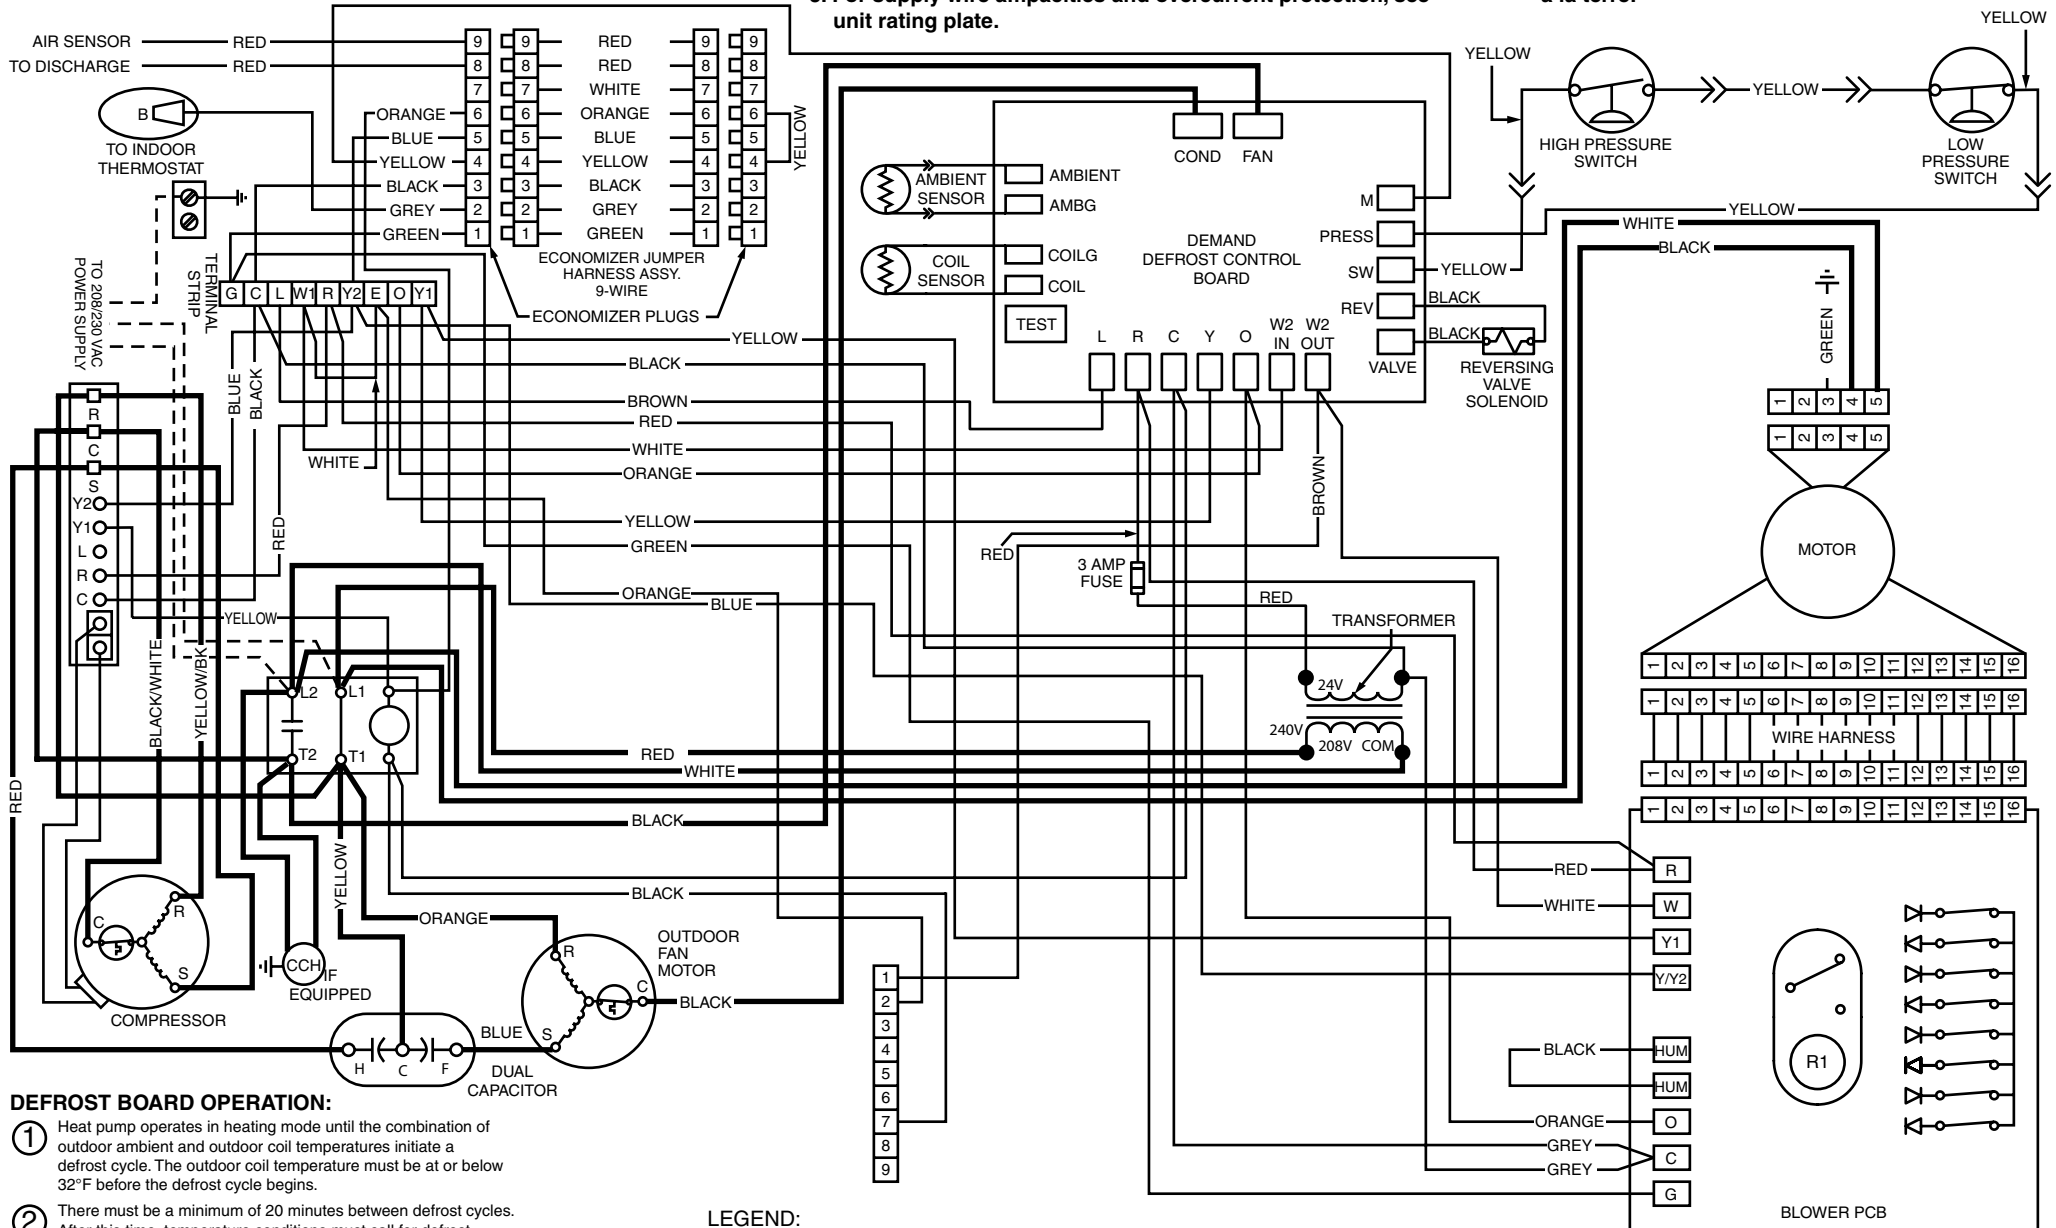 unit rating plate.
YELLOW
AIR SENSOR
RED
TO DISCHARGE
RED
9 9 RED 9 9
8 8 RED 8 8
7 7 WHITE 7 7
ORANGE 6 6 ORANGE 6 6
BLUE 5 5 BLUE 5 5
YELLOW 4 4 YELLOW 4 4
BLACK 3 3 BLACK 3 3
GREY 2 2 GREY 2 2
GREEN 1 1 GREEN 1 1
YELLOW
B
TO INDOOR
THERMOSTAT
ECONOMIZER JUMPER
HARNESS ASSY.
9-WIRE
ECONOMIZER PLUGS
TERMINAL
STRIP
G C L W1 R Y2 E O Y1
TO 208/230 VAC
POWER SUPPLY
COND FAN
AMBIENT
SENSOR
AMBIENT
AMBG
COIL
SENSOR
COILG
COIL
TEST
DEMAND
DEFROST CONTROL
BOARD
M
PRESS
SW
REV
VALVE
L R C Y O W2 IN W2 OUT
YELLOW
HIGH PRESSURE
SWITCH
YELLOW
LOW
PRESSURE
SWITCH
YELLOW
WHITE
BLACK
YELLOW
BLACK
BLACK
REVERSING
VALVE
SOLENOID
GREEN
1 2 3 4 5
1 2 3 4 5
MOTOR
YELLOW
BLACK
BROWN
RED
WHITE
WHITE
ORANGE
YELLOW
GREEN
ORANGE
BLUE
BLUE
BLACK
RED
R
C
S
Y2
Y1
L
R
C
YELLOW
BLACK/WHITE
YELLOW/BK
RED
BROWN
RED
3 AMP
FUSE
RED
TRANSFORMER
24V
240V
208V COM
L2 L1
T2 T1
RED
WHITE
BLACK
YELLOW
BLACK
ORANGE
1 2 3 4 5 6 7 8 9 10 11 12 13 14 15 16
1 2 3 4 5 6 7 8 9 10 11 12 13 14 15 16
WIRE HARNESS
1 2 3 4 5 6 7 8 9 10 11 12 13 14 15 16
1 2 3 4 5 6 7 8 9 10 11 12 13 14 15 16
C
R
S
COMPRESSOR
CCH
IF
EQUIPPED
OUTDOOR
FAN
MOTOR
R
C
S
BLACK
BLUE
H C F
DUAL
CAPACITOR
1
2
3
4
5
6
7
8
9
RED R
WHITE W
Y1
Y/Y2
BLACK HUM
HUM
ORANGE O
GREY C
GREY
G
R1
BLOWER PCB
DEFROST BOARD OPERATION:
1 Heat pump operates in heating mode until the combination of
outdoor ambient and outdoor coil temperatures initiate a
defrost cycle. The outdoor coil temperature must be at or below
32°F before the defrost cycle begins.
2 There must be a minimum of 20 minutes between defrost cycles.
LEGEND: